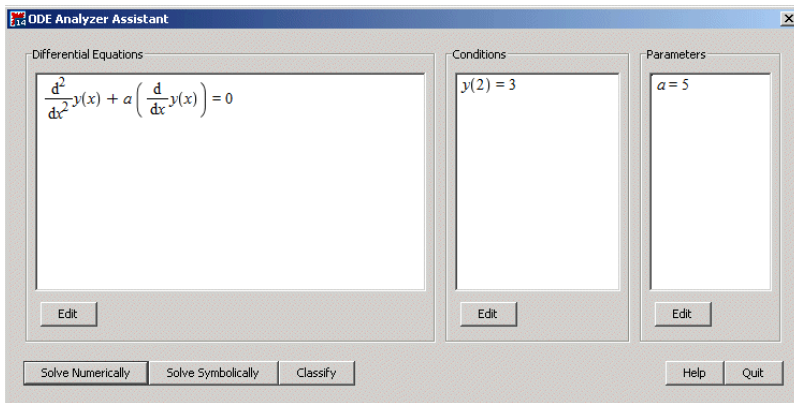 14 ODE Analyzer Assistant
Differential Equations
d²/dx² y(x) + a (d/dx y(x)) = 0
Edit
Conditions
y(2) = 3
Edit
Parameters
a = 5
Edit
Solve Numerically
Solve Symbolically
Classify
Help
Quit